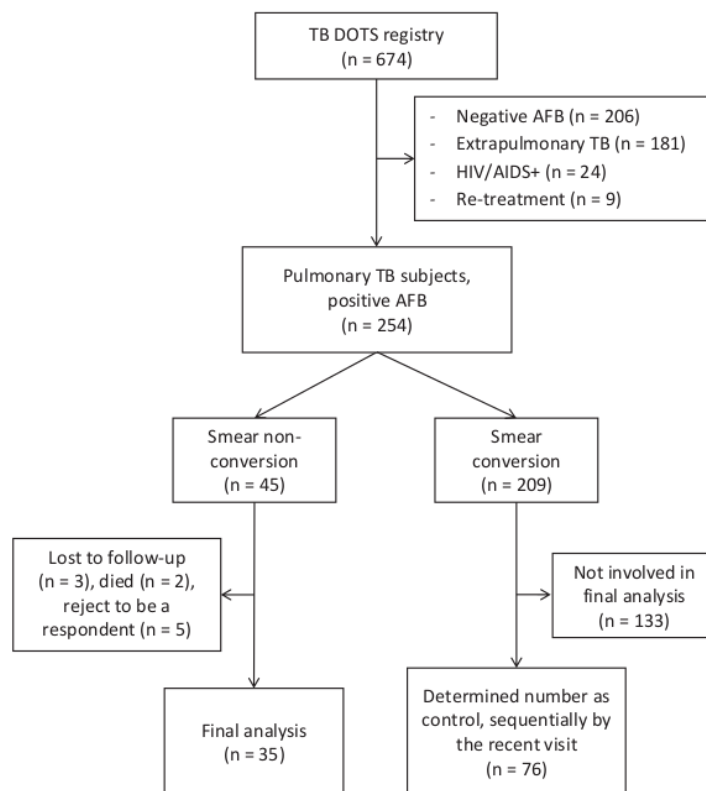 TB DOTS registry
(n = 674)
- Negative AFB (n = 206)
- Extrapulmonary TB (n = 181)
- HIV/AIDS+ (n = 24)
- Re-treatment (n = 9)
Pulmonary TB subjects,
positive AFB
(n = 254)
Smear non-
conversion
(n = 45)
Smear
conversion
(n = 209)
Lost to follow-up
(n = 3), died (n = 2),
reject to be a
respondent (n = 5)
Not involved in
final analysis
(n = 133)
Final analysis
(n = 35)
Determined number as
control, sequentially by
the recent visit
(n = 76)